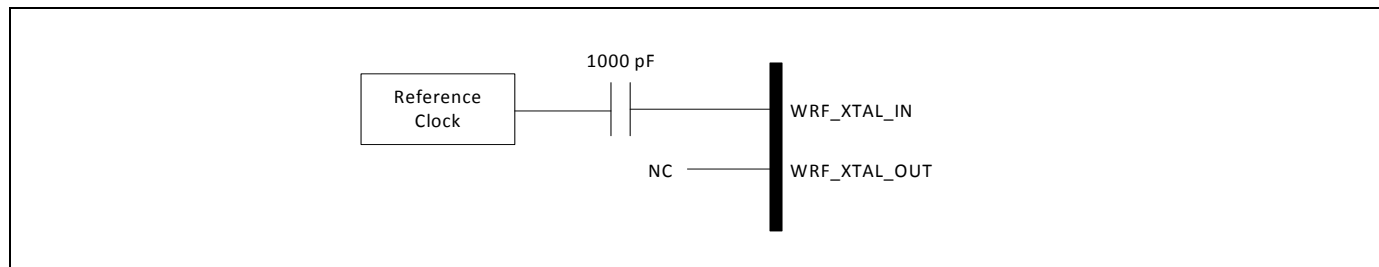 1000 pF
Reference
Clock
WRF_XTAL_IN
NC
WRF_XTAL_OUT